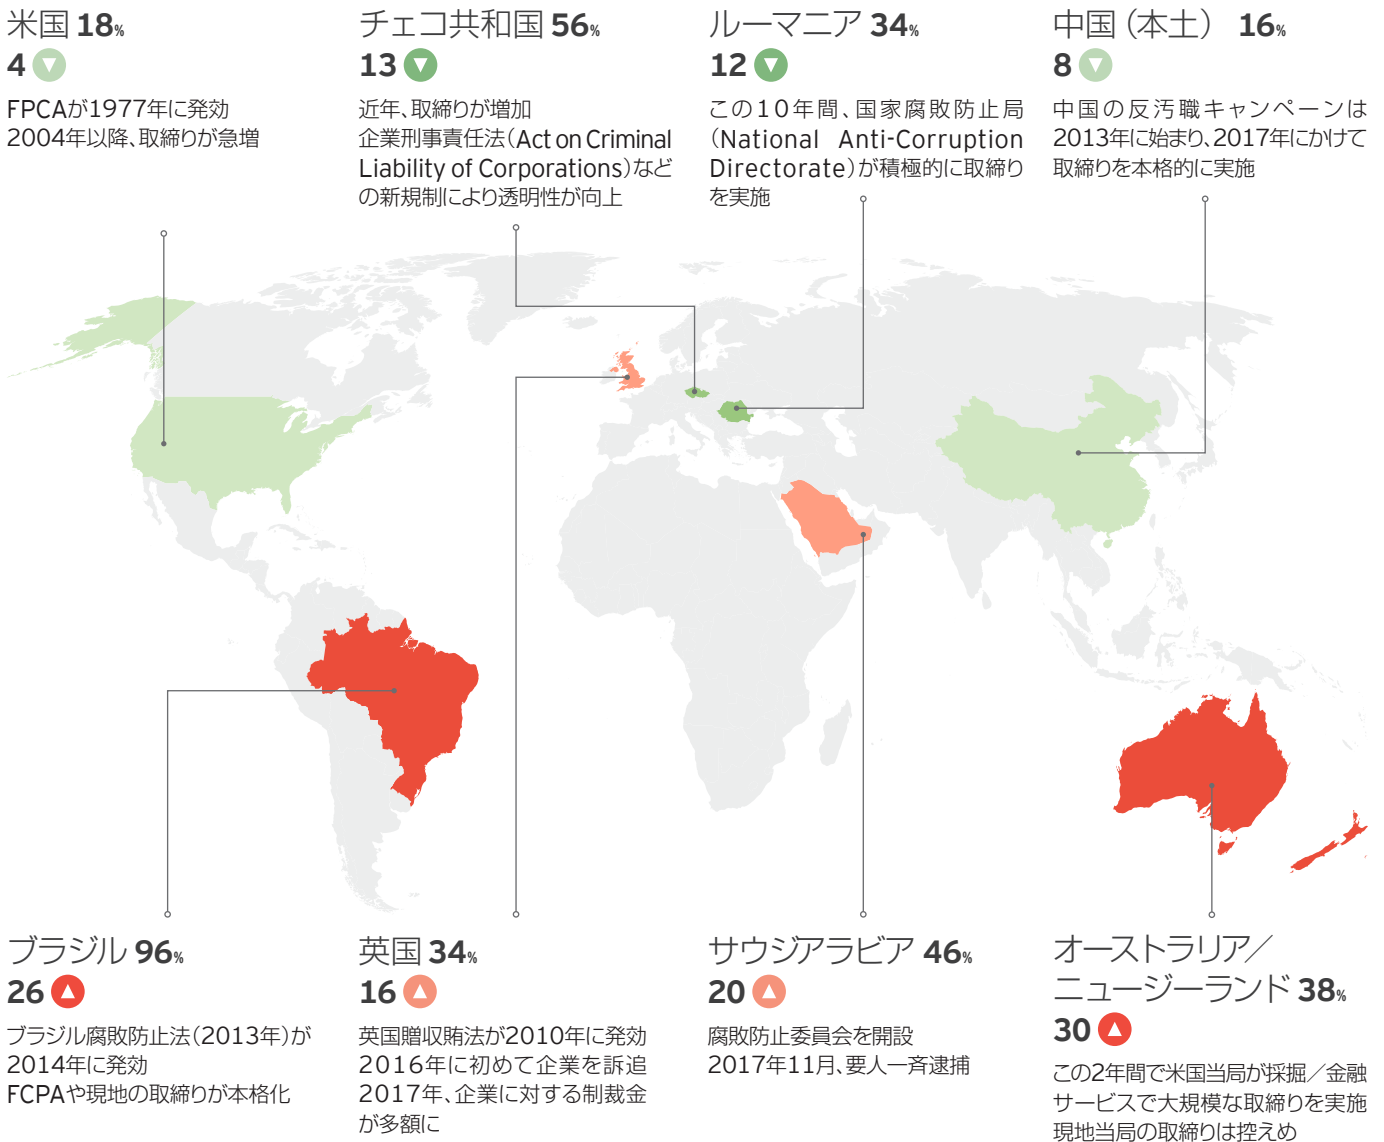 米国 18%
4
FPCAが1977年に発効
2004年以降、取締りが急増
チェコ共和国 56%
13
近年、取締りが増加
企業刑事責任法(Act on Criminal
Liability of Corporations)など
の新規制により透明性が向上
ルーマニア 34%
12
この10年間、国家腐敗防止局
(National Anti-Corruption
Directorate)が積極的に取締り
を実施
中国(本土) 16%
8
中国の反汚職キャンペーンは
2013年に始まり、2017年にかけて
取締りを本格的に実施
ブラジル 96%
26
ブラジル腐敗防止法(2013年)が
2014年に発効
FCPAや現地の取締りが本格化
英国 34%
16
英国贈収賄法が2010年に発効
2016年に初めて企業を訴追
2017年、企業に対する制裁金
が多額に
サウジアラビア 46%
20
腐敗防止委員会を開設
2017年11月、要人一斉逮捕
オーストラリア/
ニュージーランド 38%
30
この2年間で米国当局が採掘/金融
サービスで大規模な取締りを実施
現地当局の取締りは控えめ